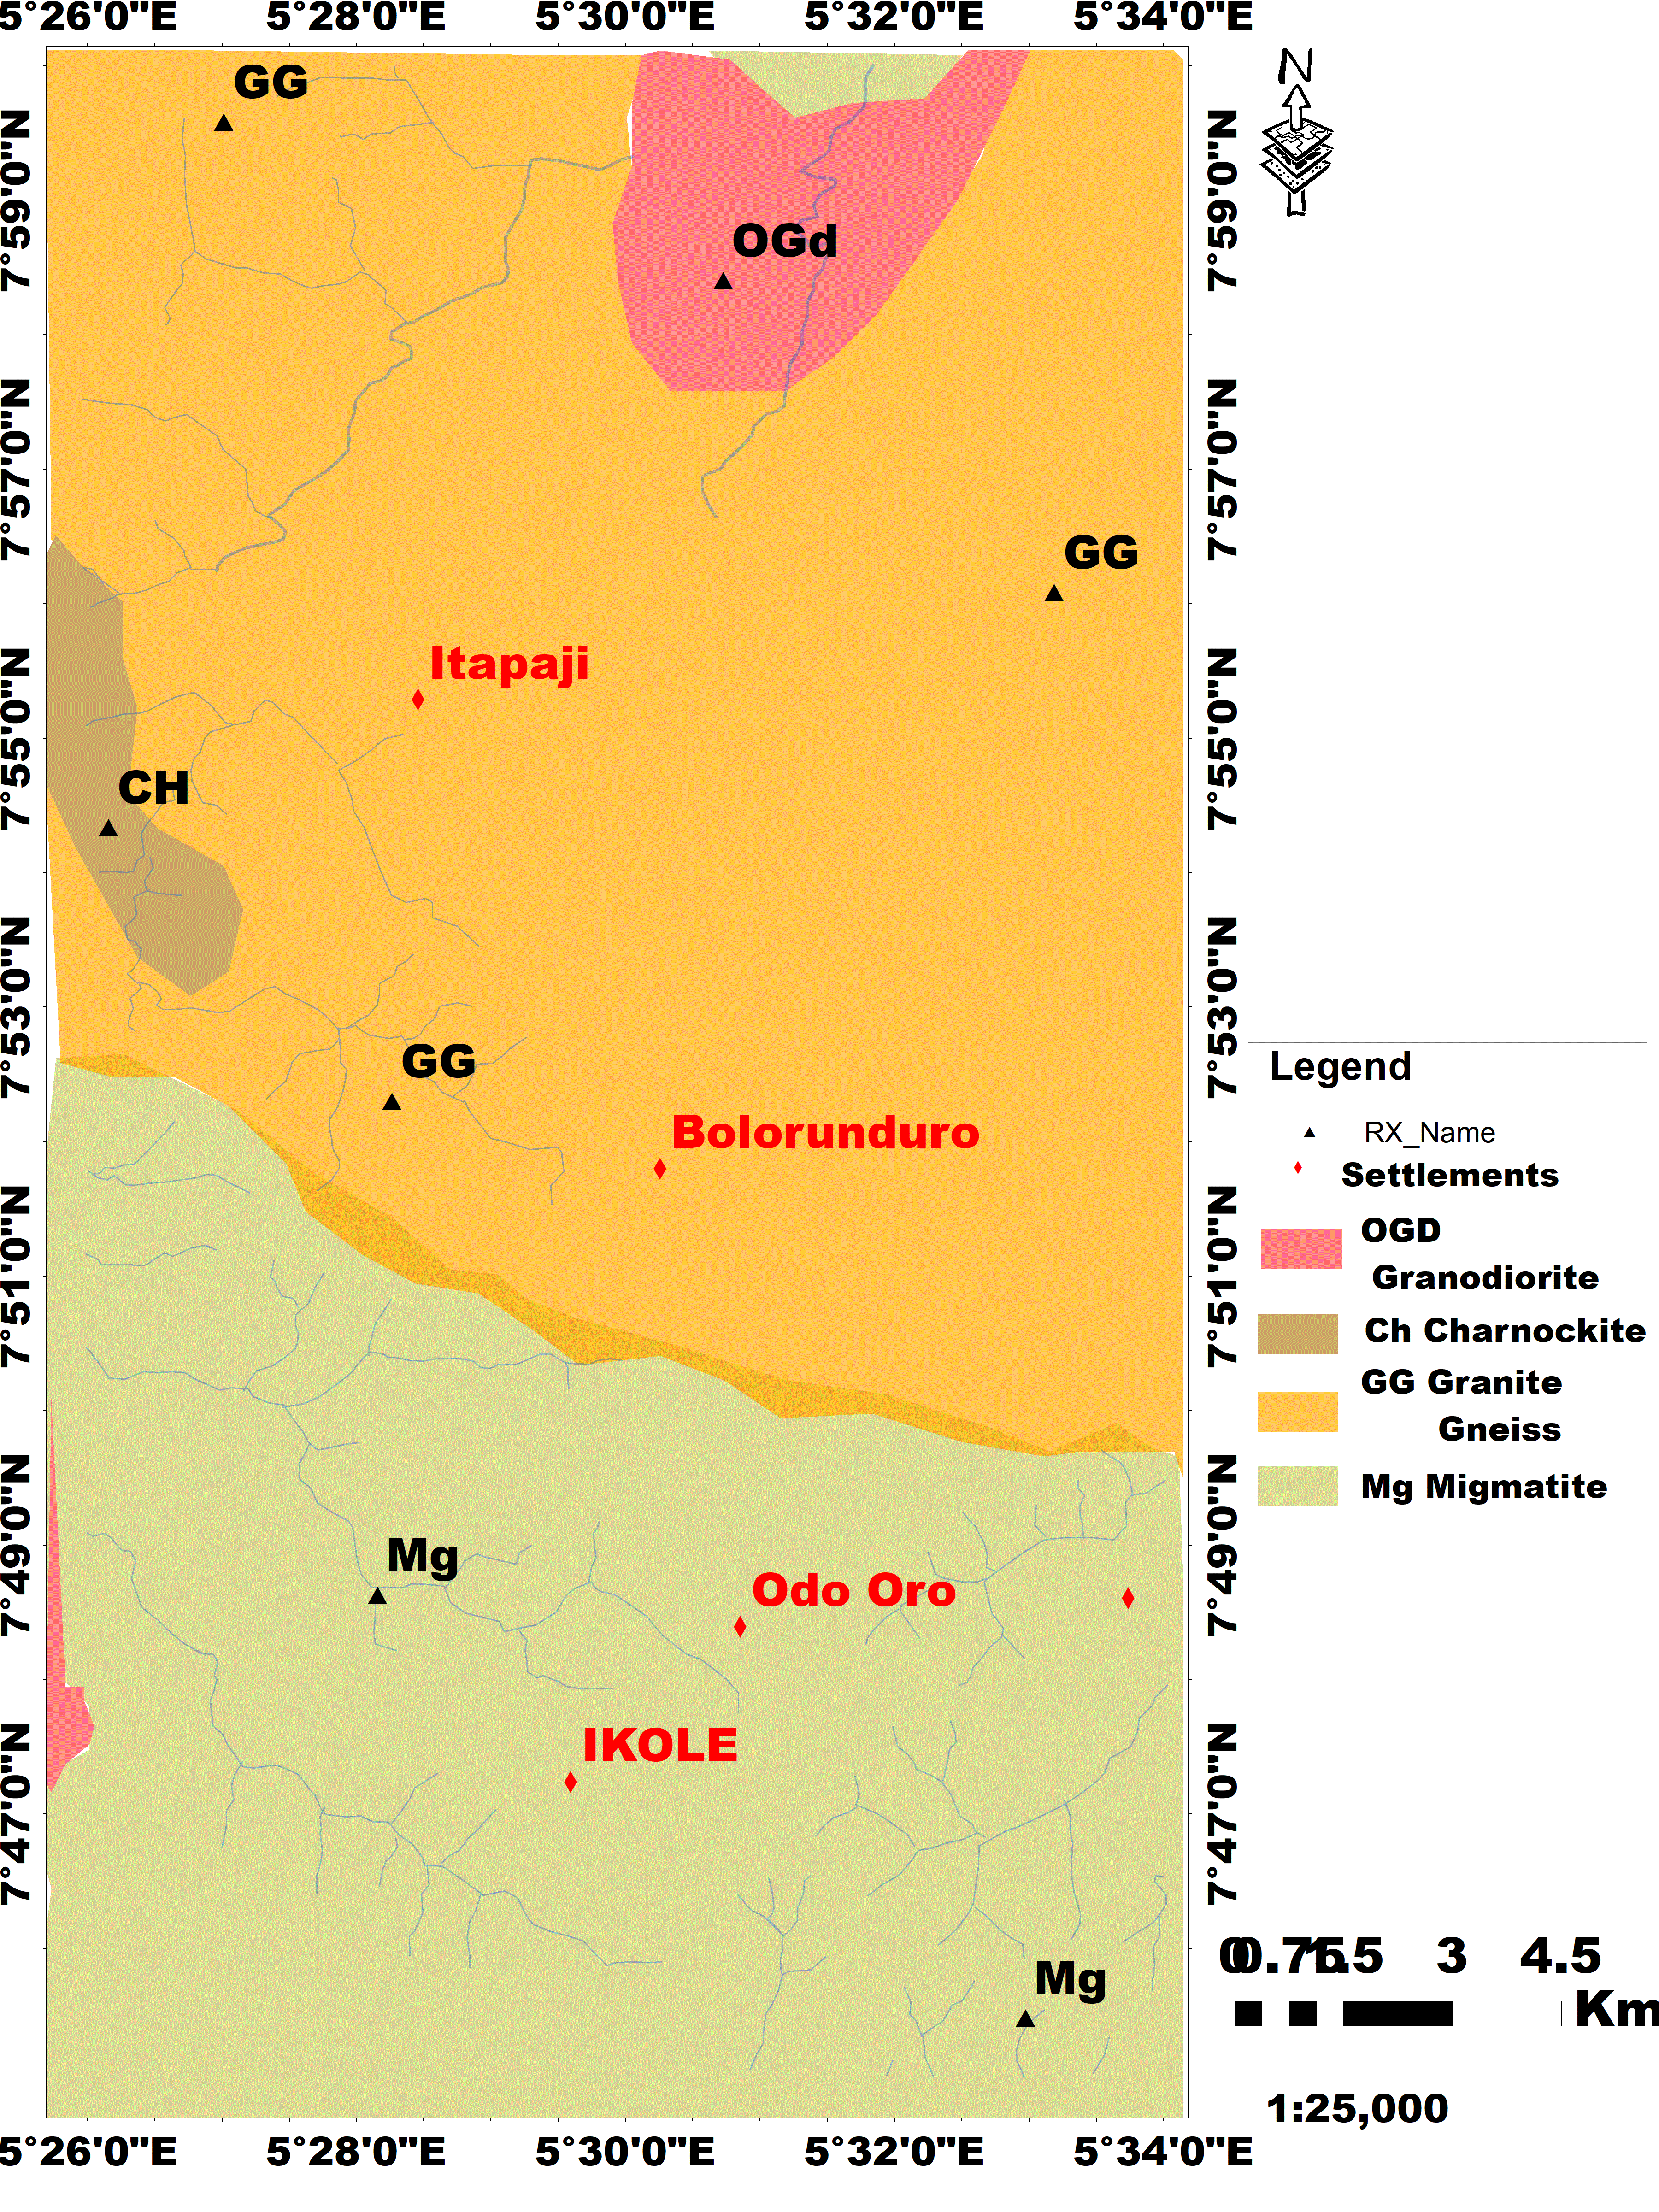 5°26'0"E 5°28'0"E 5°30'0"E 5°32'0"E 5°34'0"E
N
GG
7°59'0"N 7°59'0"N
OGd
7°57'0"N 7°57'0"N
GG
Itapaji
7°55'0"N 7°55'0"N
CH
7°53'0"N 7°53'0"N
GG
Bolorunduro
7°51'0"N 7°51'0"N
Legend
RX_Name
Settlements
OGD
Granodiorite
Ch Charnockite
GG Granite
Gneiss
Mg Migmatite
7°49'0"N 7°49'0"N
Mg
Odo Oro
IKOLE
7°47'0"N 7°47'0"N
Mg
0 0.75 1.5 3 4.5
Km
1:25,000
5°26'0"E 5°28'0"E 5°30'0"E 5°32'0"E 5°34'0"E